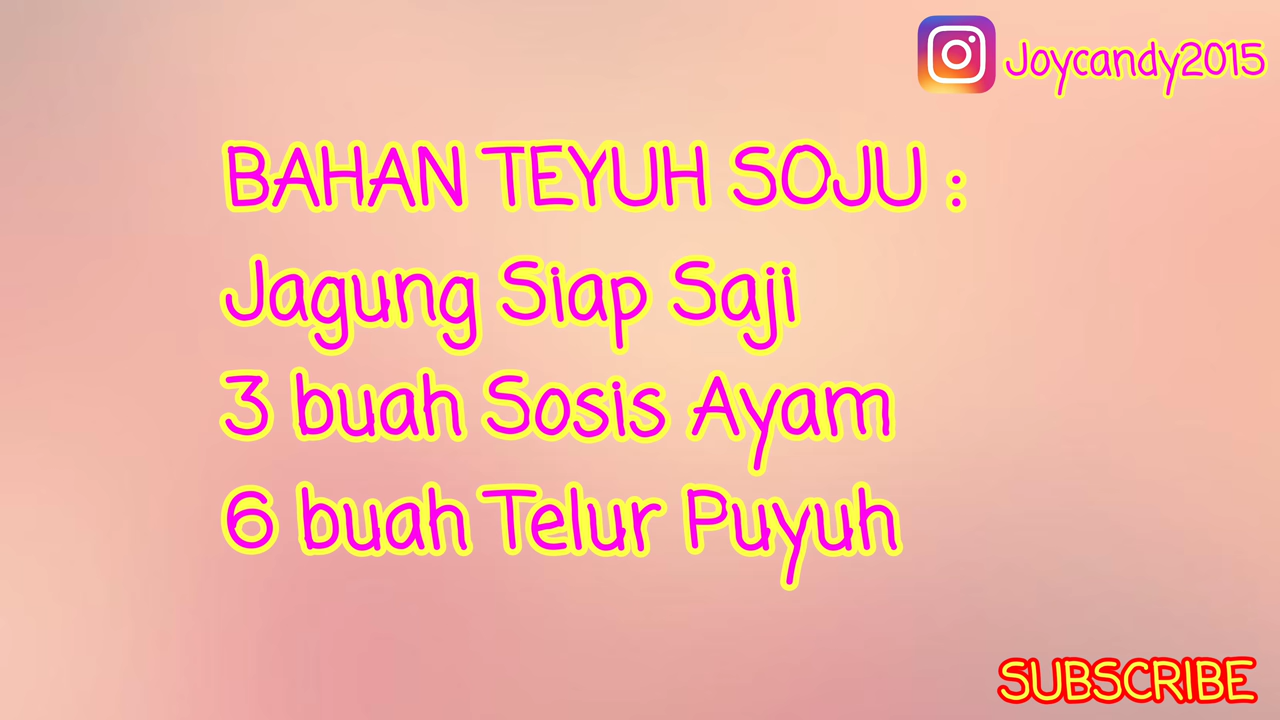 Joycandy2015
BAHAN TEYUH SOJU :
Jagung Siap Saji
3 buah Sosis Ayam
6 buah Telur Puyuh
SUBSCRIBE